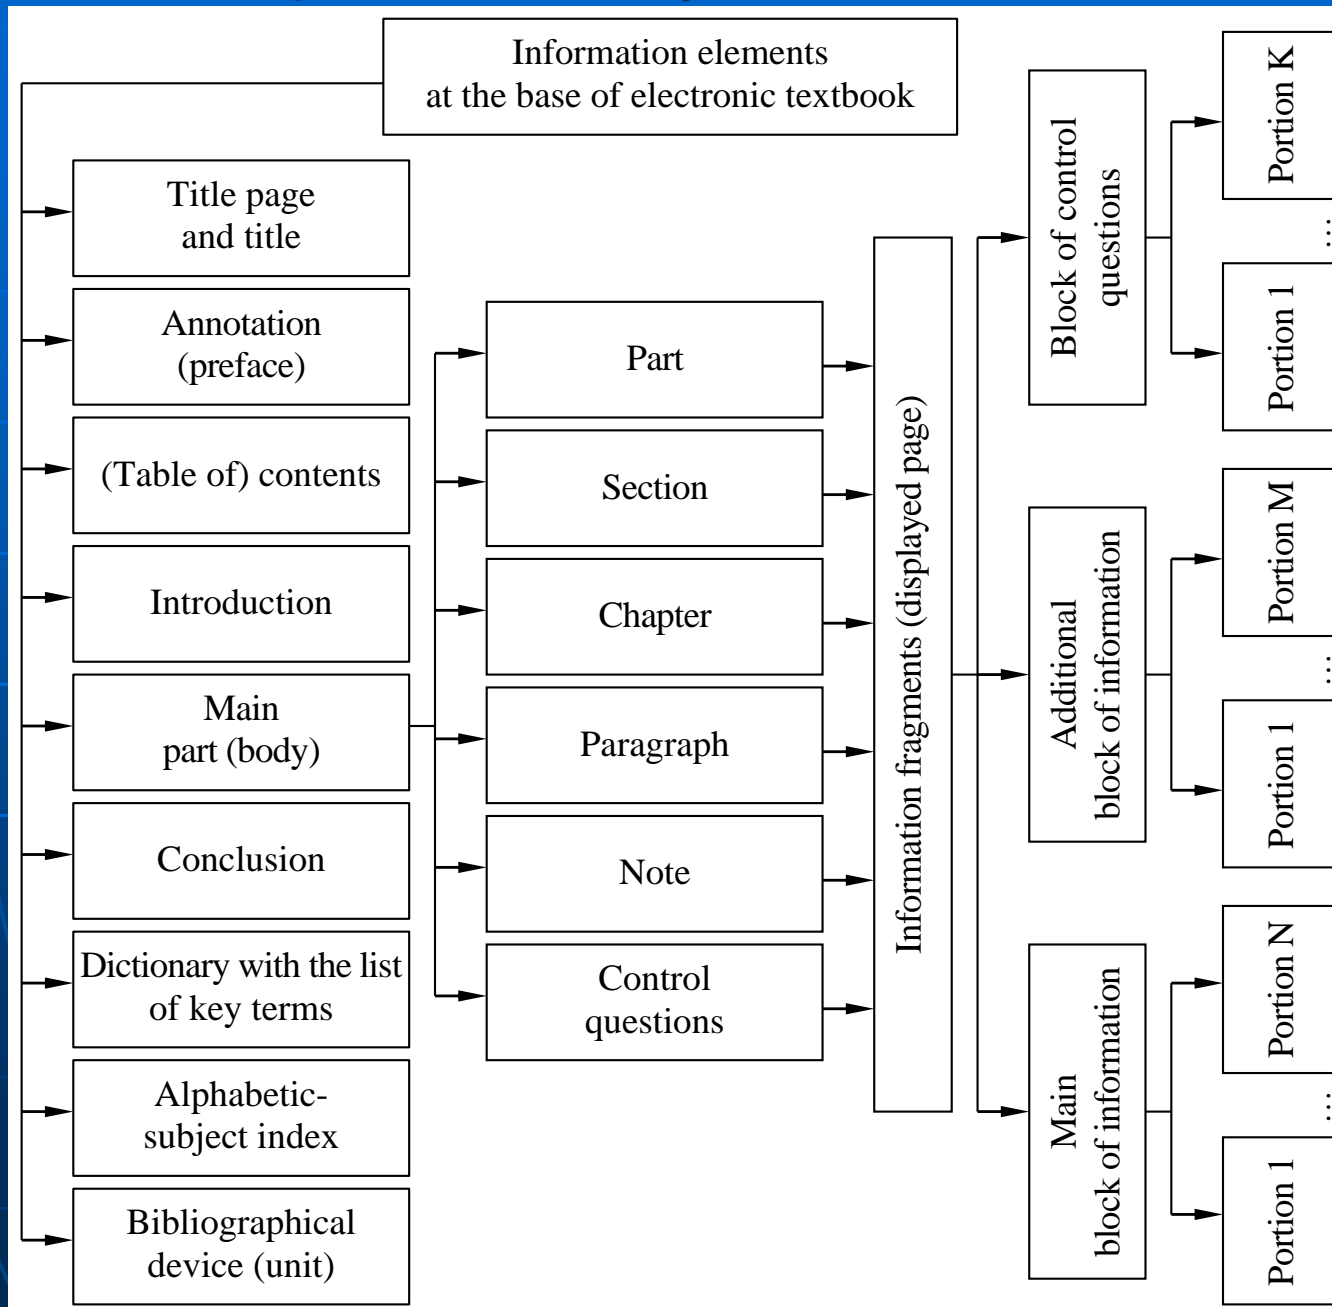 Information elements
at the base of electronic textbook
Title page
and title
Annotation
(preface)
(Table of) contents
Introduction
Main
part (body)
Conclusion
Dictionary with the list
of key terms
Alphabetic-
subject index
Bibliographical
device (unit)
Part
Section
Chapter
Paragraph
Note
Control
questions
Information fragments (displayed page)
Block of control
questions
Portion K
...
Portion 1
Additional
block of information
Portion M
...
Portion 1
Main
block of information
Portion N
...
Portion 1